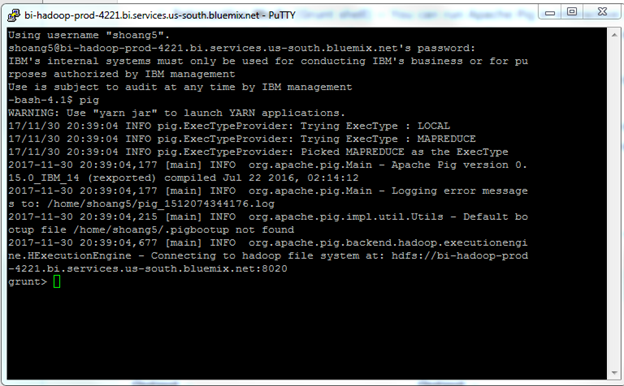 bi-hadoop-prod-4221.bi.services.us-south.bluemix.net - PuTTY
Using username "shoang5".
shoang5@bi-hadoop-prod-4221.bi.services.us-south.bluemix.net's password:
IBM's internal systems must only be used for conducting IBM's business or for pu
rposes authorized by IBM management
Use is subject to audit at any time by IBM management
-bash-4.1$ pig
WARNING: Use "yarn jar" to launch YARN applications.
17/11/30 20:39:04 INFO pig.ExecTypeProvider: Trying ExecType : LOCAL
17/11/30 20:39:04 INFO pig.ExecTypeProvider: Trying ExecType : MAPREDUCE
17/11/30 20:39:04 INFO pig.ExecTypeProvider: Picked MAPREDUCE as the ExecType
2017-11-30 20:39:04,177 [main] INFO  org.apache.pig.Main - Apache Pig version 0.
15.0_IBM_14 (rexported) compiled Jul 22 2016, 02:14:12
2017-11-30 20:39:04,177 [main] INFO  org.apache.pig.Main - Logging error message
s to: /home/shoang5/pig_1512074344176.log
2017-11-30 20:39:04,215 [main] INFO  org.apache.pig.impl.util.Utils - Default bo
otup file /home/shoang5/.pigbootup not found
2017-11-30 20:39:04,677 [main] INFO  org.apache.pig.backend.hadoop.executionengi
ne.HExecutionEngine - Connecting to hadoop file system at: hdfs://bi-hadoop-prod
-4221.bi.services.us-south.bluemix.net:8020
grunt>